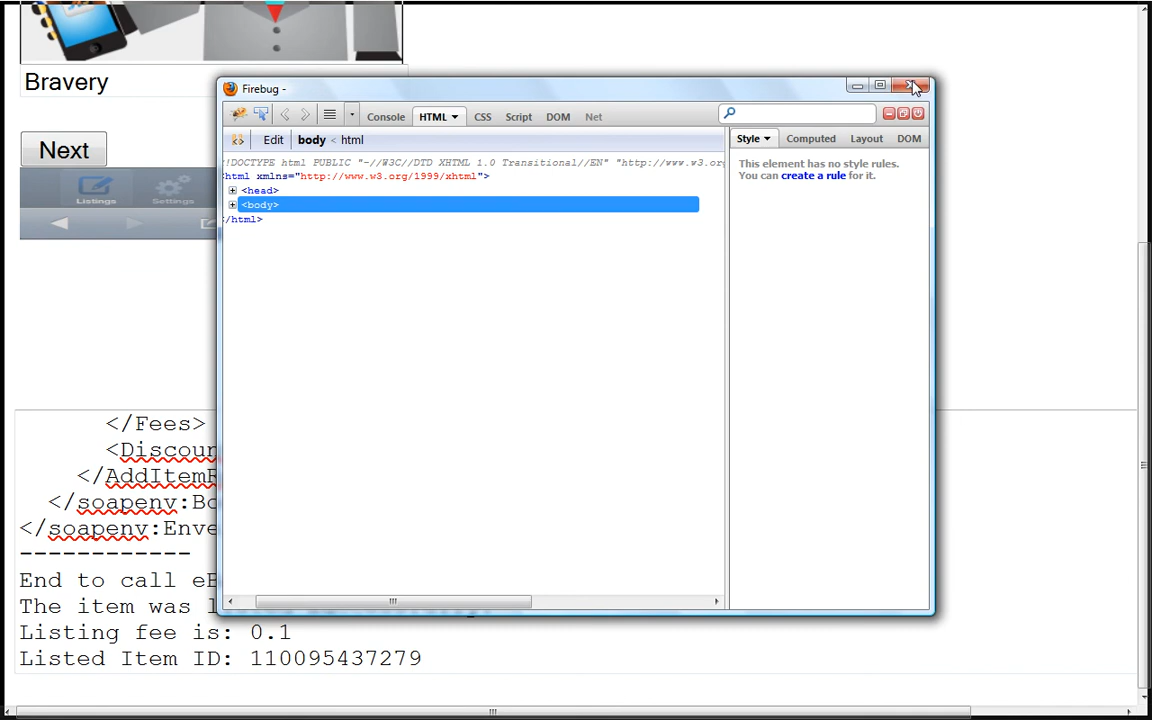 Bravery
Firebug -
Console HTML CSS Script DOM Net
Edit body < html
Style Computed Layout DOM
Next
Listings Settings
!DOCTYPE html PUBLIC "-//W3C//DTD XHTML 1.0 Transitional//EN" "http://www.w3.org
html xmlns="http://www.w3.org/1999/xhtml">
<head>
<body>
/html>
This element has no style rules.
You can create a rule for it.
</Fees>
<Discoun
</AddItemR
</soapenv:Bo
</soapenv:Enve
------------
End to call eB
The item was
Listing fee is: 0.1
Listed Item ID: 110095437279